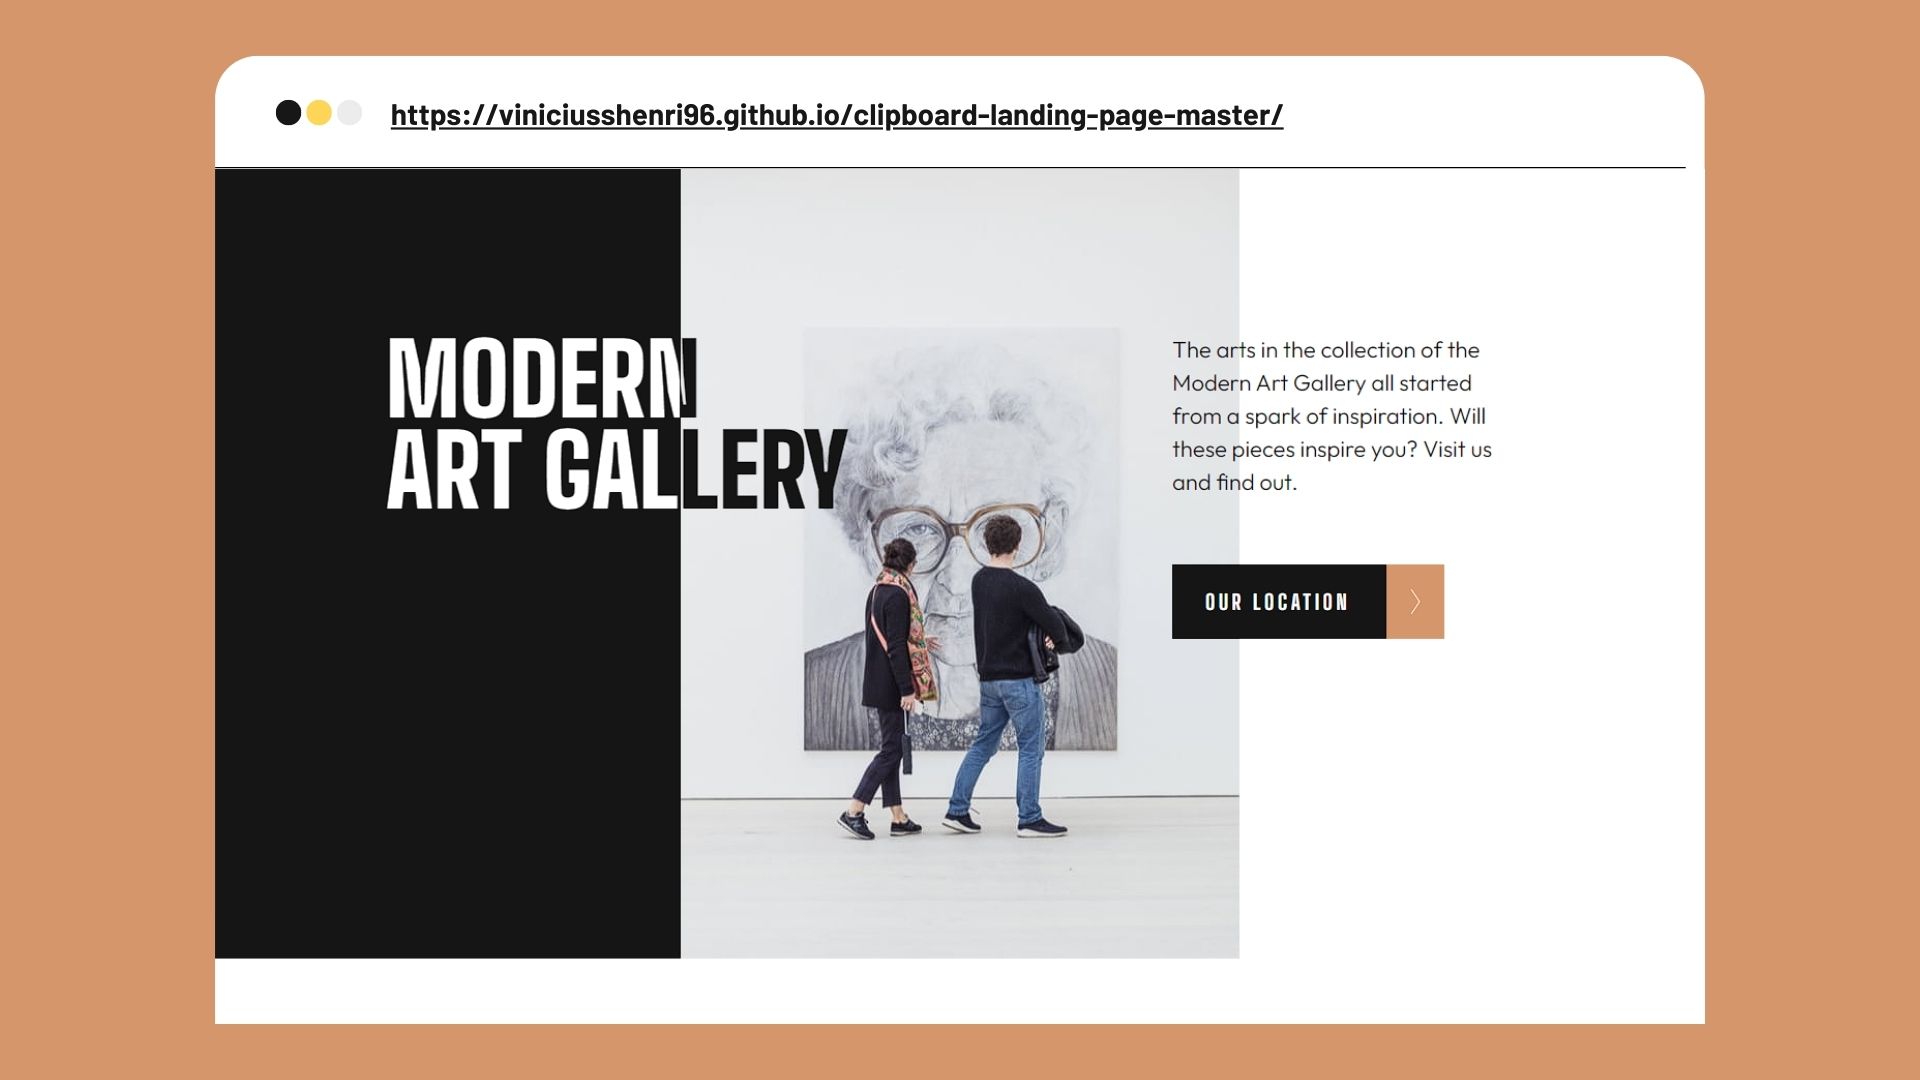 https://viniciusshenri96.github.io/clipboard-landing-page-master/
MODERN
ART GALLERY
The arts in the collection of the
Modern Art Gallery all started
from a spark of inspiration. Will
these pieces inspire you? Visit us
and find out.
OUR LOCATION